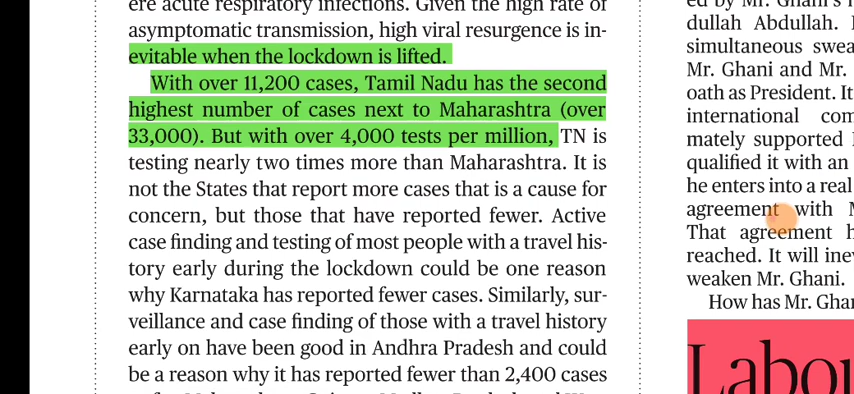 ere acute respiratory infections. Given the high rate of
asymptomatic transmission, high viral resurgence is in-
evitable when the lockdown is lifted.
With over 11,200 cases, Tamil Nadu has the second
highest number of cases next to Maharashtra (over
33,000). But with over 4,000 tests per million, TN is
testing nearly two times more than Maharashtra. It is
not the States that report more cases that is a cause for
concern, but those that have reported fewer. Active
case finding and testing of most people with a travel his-
tory early during the lockdown could be one reason
why Karnataka has reported fewer cases. Similarly, sur-
veillance and case finding of those with a travel history
early on have been good in Andhra Pradesh and could
be a reason why it has reported fewer than 2,400 cases
ed by Mr. Ghani's
dullah Abdullah.
simultaneous swea
Mr. Ghani and Mr.
oath as President. It
international com
mately supported
qualified it with an
he enters into a real
agreement with
That agreement h
reached. It will inev
weaken Mr. Ghani.
How has Mr. Ghan
Labou